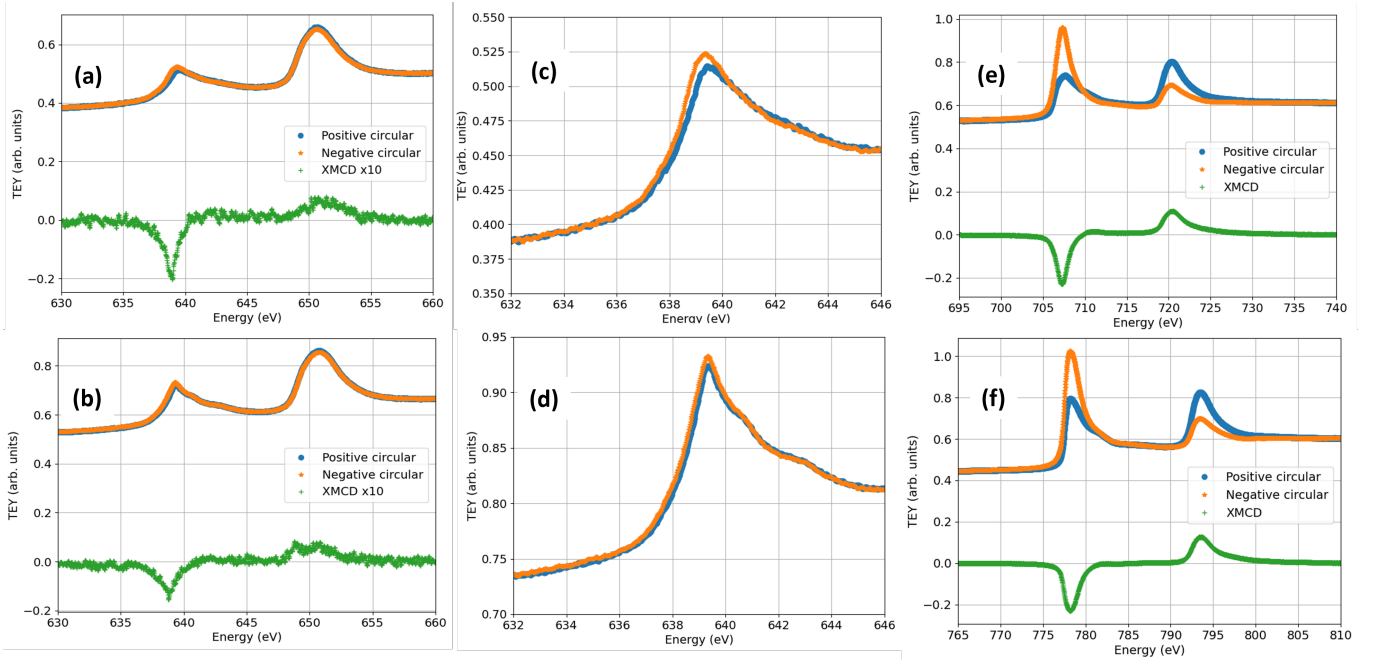 (a)
TEY (arb. units)
0.6
0.4
0.2
0.0
−0.2
Positive circular
Negative circular
XMCD x10
630 635 640 645 650 655 660
Energy (eV)
(c)
TEY (arb. units)
0.550
0.525
0.500
0.475
0.450
0.425
0.400
0.375
0.350
632 634 636 638 640 642 644 646
Energy (eV)
(e)
TEY (arb. units)
1.0
0.8
0.6
0.4
0.2
0.0
−0.2
Positive circular
Negative circular
XMCD
695 700 705 710 715 720 725 730 735 740
Energy (eV)
(b)
TEY (arb. units)
0.8
0.6
0.4
0.2
0.0
−0.2
Positive circular
Negative circular
XMCD x10
630 635 640 645 650 655 660
Energy (eV)
(d)
TEY (arb. units)
0.95
0.90
0.85
0.80
0.75
0.70
632 634 636 638 640 642 644 646
Energy (eV)
(f)
TEY (arb. units)
1.0
0.8
0.6
0.4
0.2
0.0
−0.2
Positive circular
Negative circular
XMCD
765 770 775 780 785 790 795 800 805 810
Energy (eV)